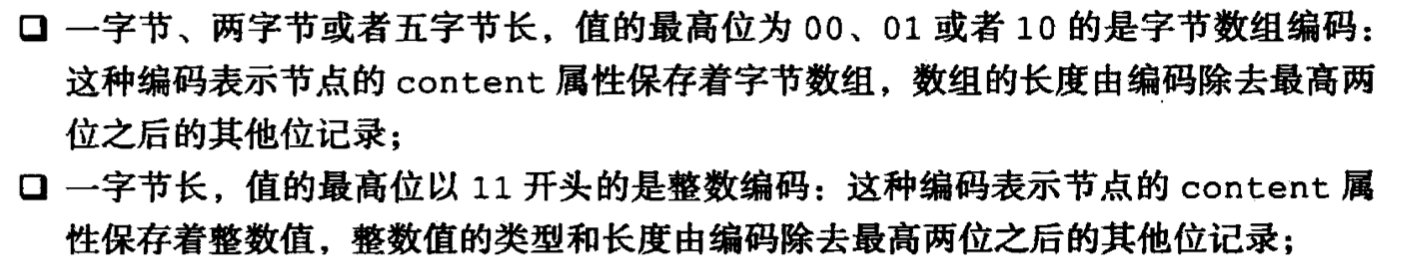 ❑ 一字节、两字节或者五字节长，值的最高位为 00、01 或者 10 的是字节数组编码：
这种编码表示节点的 content 属性保存着字节数组，数组的长度由编码除去最高两
位之后的其他位记录；
❑ 一字节长，值的最高位以 11 开头的是整数编码：这种编码表示节点的 content 属
性保存着整数值，整数值的类型和长度由编码除去最高两位之后的其他位记录；